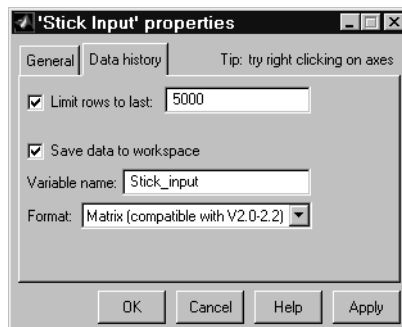 'Stick Input' properties
General Data history Tip: try right clicking on axes
Limit rows to last: 5000
Save data to workspace
Variable name: Stick_input
Format: Matrix (compatible with V2.0-2.2)
OK Cancel Help Apply